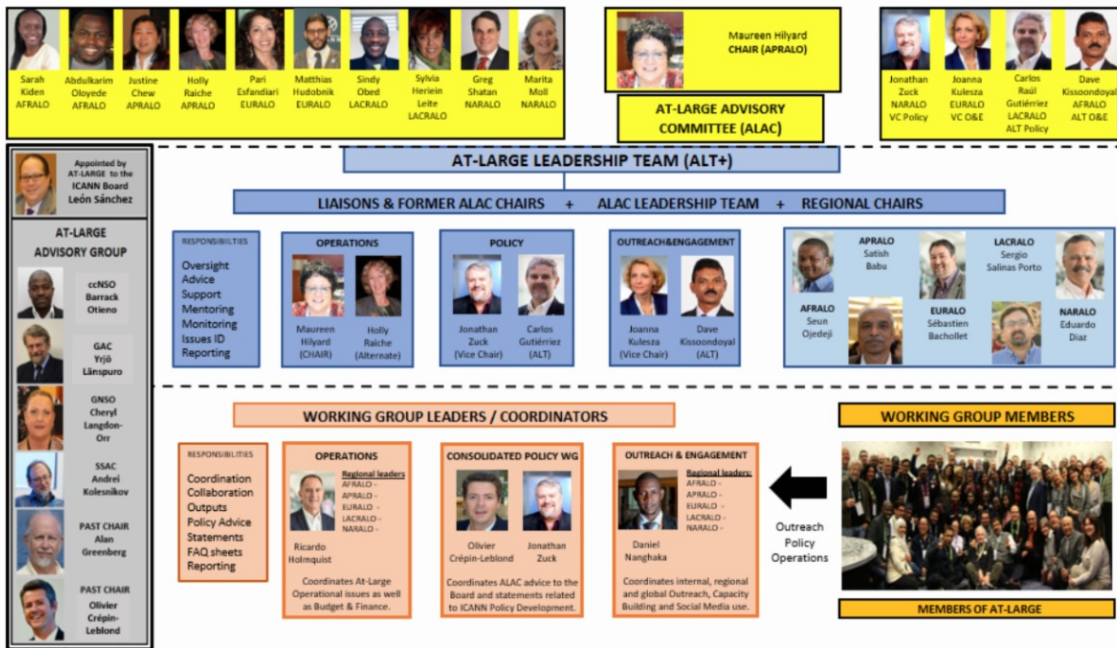 Sarah
Kiden
AFRALO
Abdulkarim
Oloyede
AFRALO
Justine
Chew
APRALO
Holly
Raiche
APRALO
Pari
Esfandiari
EURALO
Matthias
Hudobnik
EURALO
Sindy
Obed
LACRALO
Sylvia
Heriein
Leite
LACRALO
Greg
Shatan
NARALO
Marita
Moll
NARALO
Maureen Hilyard
CHAIR (APRALO)
AT-LARGE ADVISORY
COMMITTEE (ALAC)
Jonathan
Zuck
NARALO
VC Policy
Joanna
Kulesza
EURALO
VC O&E
Carlos
Raúl
Gutiérriez
LACRALO
ALT Policy
Dave
Kissoondoyal
AFRALO
ALT O&E
Appointed by
AT-LARGE to the
ICANN Board
León Sánchez
AT-LARGE
ADVISORY GROUP
ccNSO
Barrack
Otieno
GAC
Yrjö
Länspuro
GNSO
Cheryl
Langdon-
Orr
SSAC
Andrei
Kolesnikov
PAST CHAIR
Alan
Greenberg
PAST CHAIR
Olivier
Crépin-
Leblond
AT-LARGE LEADERSHIP TEAM (ALT+)
LIAISONS & FORMER ALAC CHAIRS + ALAC LEADERSHIP TEAM + REGIONAL CHAIRS
RESPONSIBILTIES
Oversight
Advice
Support
Mentoring
Monitoring
Issues ID
Reporting
OPERATIONS
Maureen
Hilyard
(CHAIR)
Holly
Raiche
(Alternate)
POLICY
Jonathan
Zuck
(Vice Chair)
Carlos
Gutiérriez
(ALT)
OUTREACH&ENGAGEMENT
Joanna
Kulesza
(Vice Chair)
Dave
Kissoondoyal
(ALT)
APRALO
Satish
Babu
LACRALO
Sergio
Salinas Porto
AFRALO
Seun
Ojedeji
EURALO
Sébastien
Bachollet
NARALO
Eduardo
Diaz
WORKING GROUP LEADERS / COORDINATORS
RESPONSIBILITIES
Coordination
Collaboration
Outputs
Policy Advice
Statements
FAQ sheets
Reporting
OPERATIONS
Regional leaders
AFRALO -
APRALO -
EURALO -
LACRALO -
NARALO -
Ricardo
Holmquist
Coordinates At-Large
Operational issues as well
as Budget & Finance.
CONSOLIDATED POLICY WG
Olivier
Crépin-Leblond
Jonathan
Zuck
Coordinates ALAC advice to the
Board and statements related
to ICANN Policy Development.
OUTREACH & ENGAGEMENT
Regional leaders:
AFRALO -
APRALO -
EURALO -
LACRALO -
NARALO -
Daniel
Nanghaka
Coordinates internal, regional
and global Outreach, Capacity
Building and Social Media use.
Outreach
Policy
Operations
WORKING GROUP MEMBERS
MEMBERS OF AT-LARGE